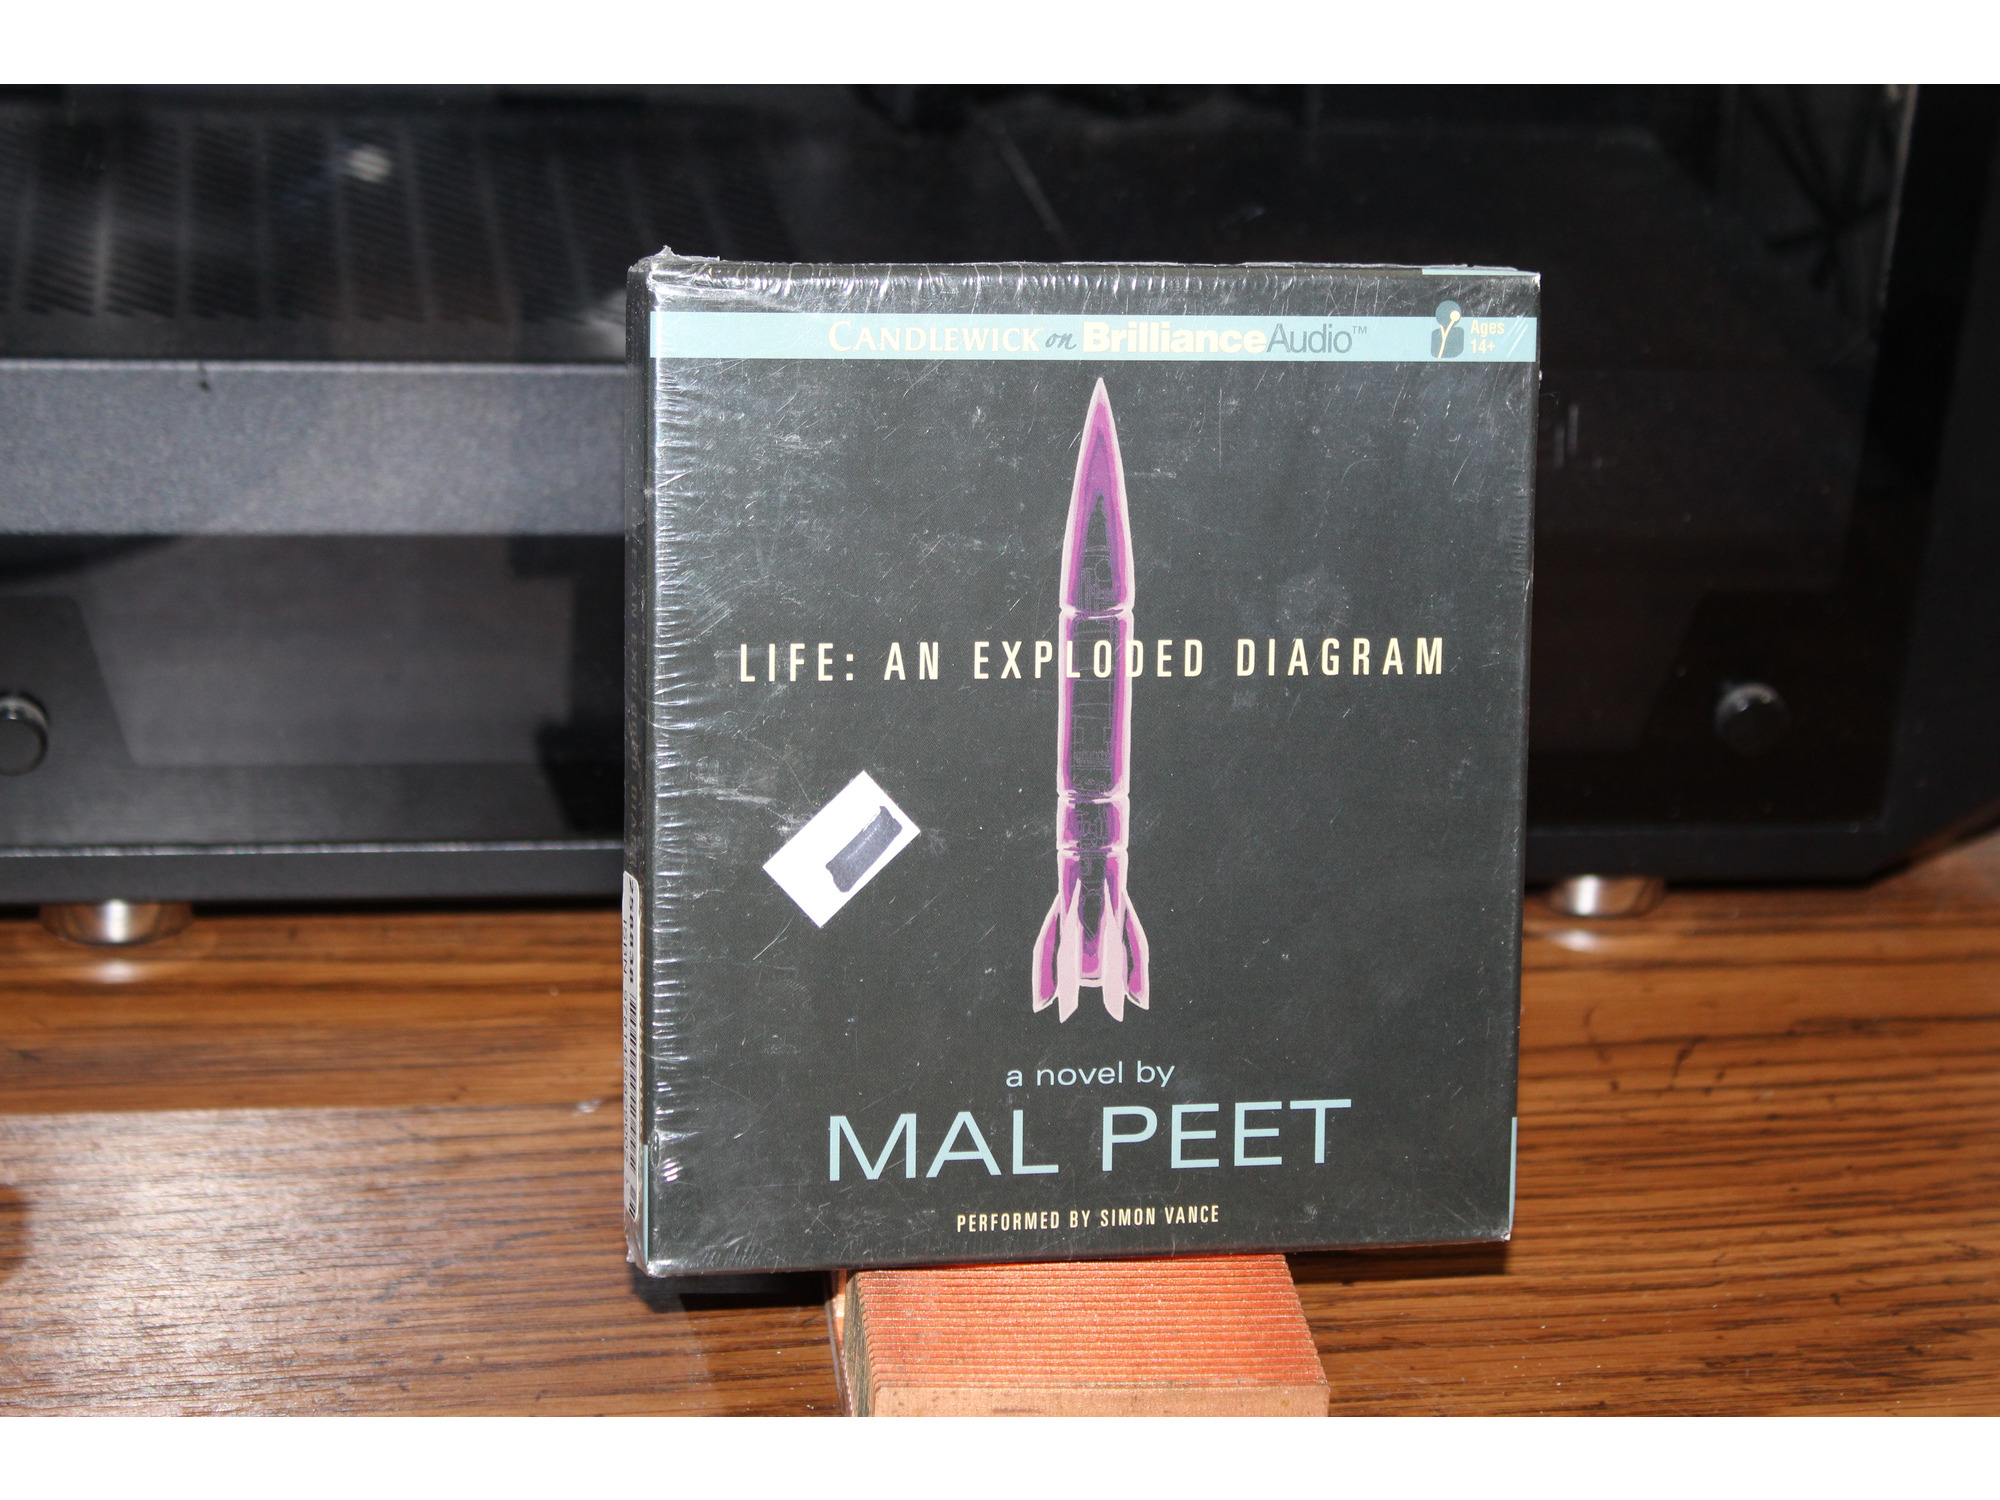 CANDLEWICK on BrillianceAudio™
Ages
14+
LIFE: AN EXPLODED DIAGRAM
a novel by
MAL PEET
PERFORMED BY SIMON VANCE